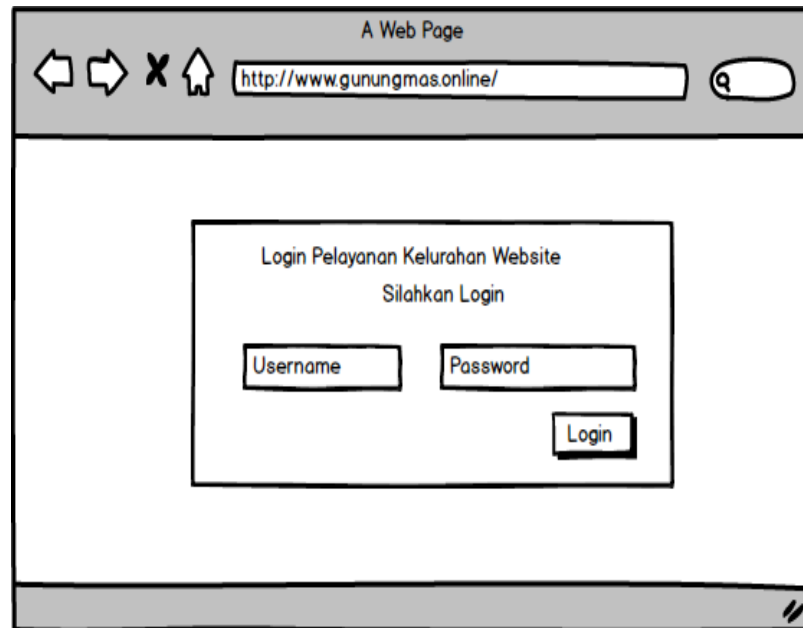 A Web Page
http://www.gunungmas.online/
Login Pelayanan Kelurahan Website
Silahkan Login
Username
Password
Login